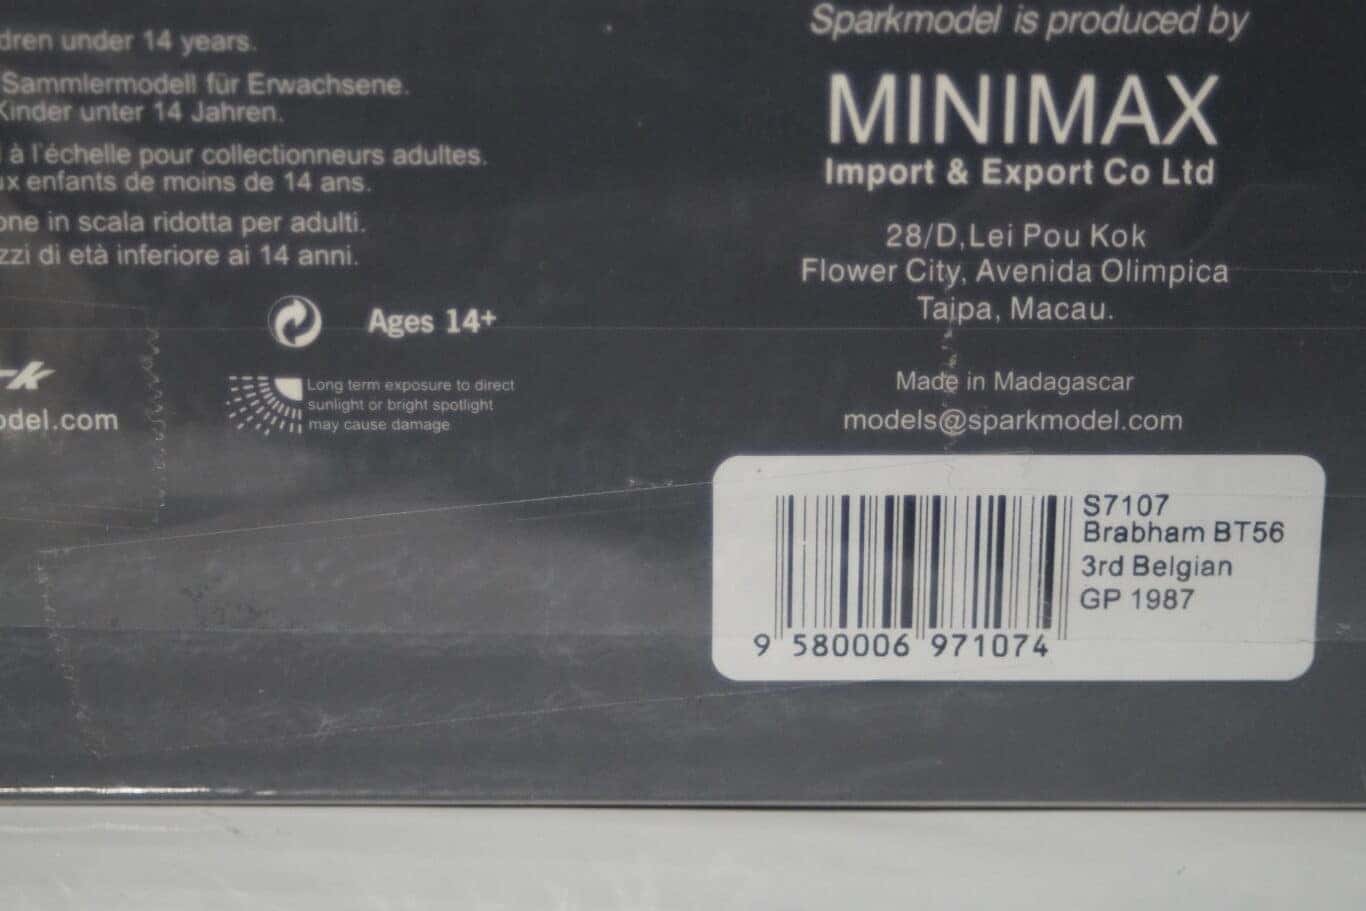 dren under 14 years.
Sammlermodell für Erwachsene.
Kinder unter 14 Jahren.
à l'échelle pour collectionneurs adultes.
ux enfants de moins de 14 ans.
one in scala ridotta per adulti.
zzi di età inferiore ai 14 anni.
Ages 14+
Long term exposure to direct
sunlight or bright spotlight
may cause damage
rk
odel.com
Sparkmodel is produced by
MINIMAX
Import & Export Co Ltd
28/D,Lei Pou Kok
Flower City, Avenida Olimpica
Taipa, Macau.
Made in Madagascar
models@sparkmodel.com
S7107
Brabham BT56
3rd Belgian
GP 1987
9 580006 971074